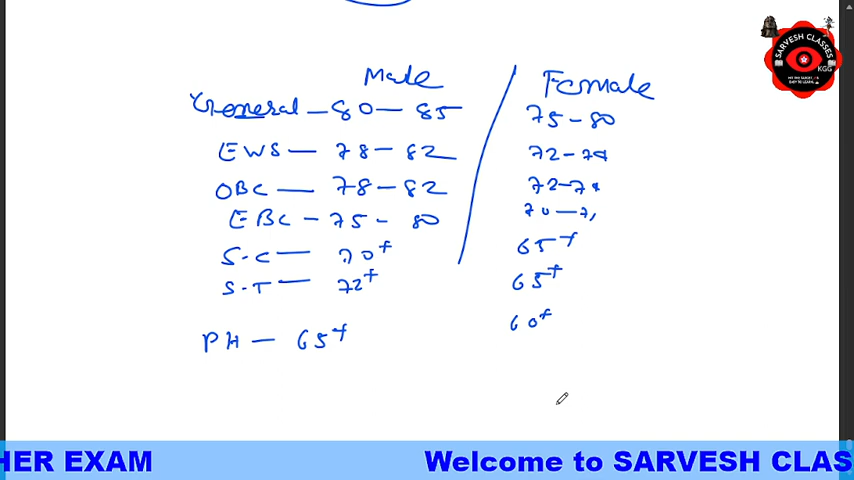 SARVESH CLASSES
KGG
Male Female
General - 80 - 85 75 - 80
EWS - 78 - 82 72 - 78
OBC - 78 - 82 72 - 78
EBC - 75 - 80 70 -
S.C - 70+ 65+
S.T - 72+ 65+
PH - 65+ 60+
HER EXAM Welcome to SARVESH CLAS